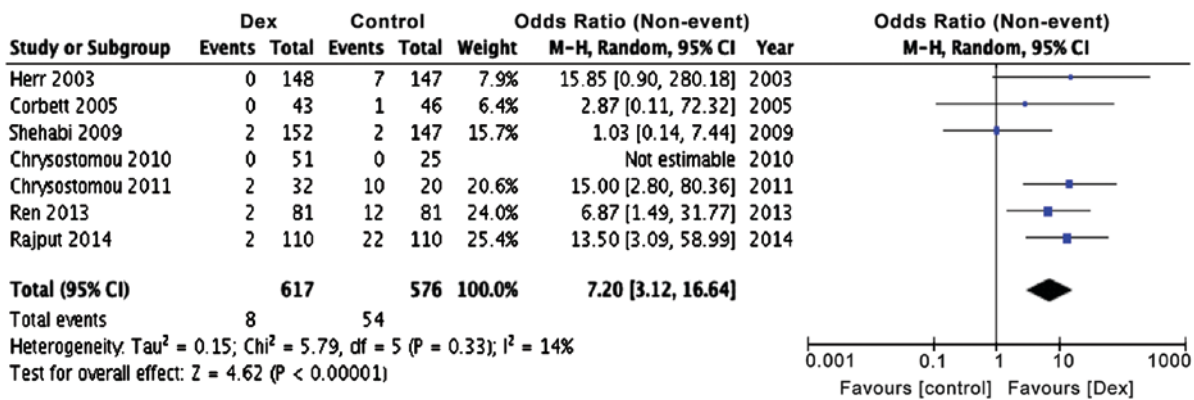 Dex Control Odds Ratio (Non-event) Odds Ratio (Non-event)
Study or Subgroup Events Total Events Total Weight M-H, Random, 95% CI Year M-H, Random, 95% CI
Herr 2003 0 148 7 147 7.9% 15.85 [0.90, 280.18] 2003
Corbett 2005 0 43 1 46 6.4% 2.87 [0.11, 72.32] 2005
Shehabi 2009 2 152 2 147 15.7% 1.03 [0.14, 7.44] 2009
Chrysostomou 2010 0 51 0 25 Not estimable 2010
Chrysostomou 2011 2 32 10 20 20.6% 15.00 [2.80, 80.36] 2011
Ren 2013 2 81 12 81 24.0% 6.87 [1.49, 31.77] 2013
Rajput 2014 2 110 22 110 25.4% 13.50 [3.09, 58.99] 2014
Total (95% CI) 617 576 100.0% 7.20 [3.12, 16.64]
Total events 8 54
Heterogeneity: Tau² = 0.15; Chi² = 5.79, df = 5 (P = 0.33); I² = 14%
Test for overall effect: Z = 4.62 (P < 0.00001)
0.001 0.1 1 10 1000
Favours [control] Favours [Dex]